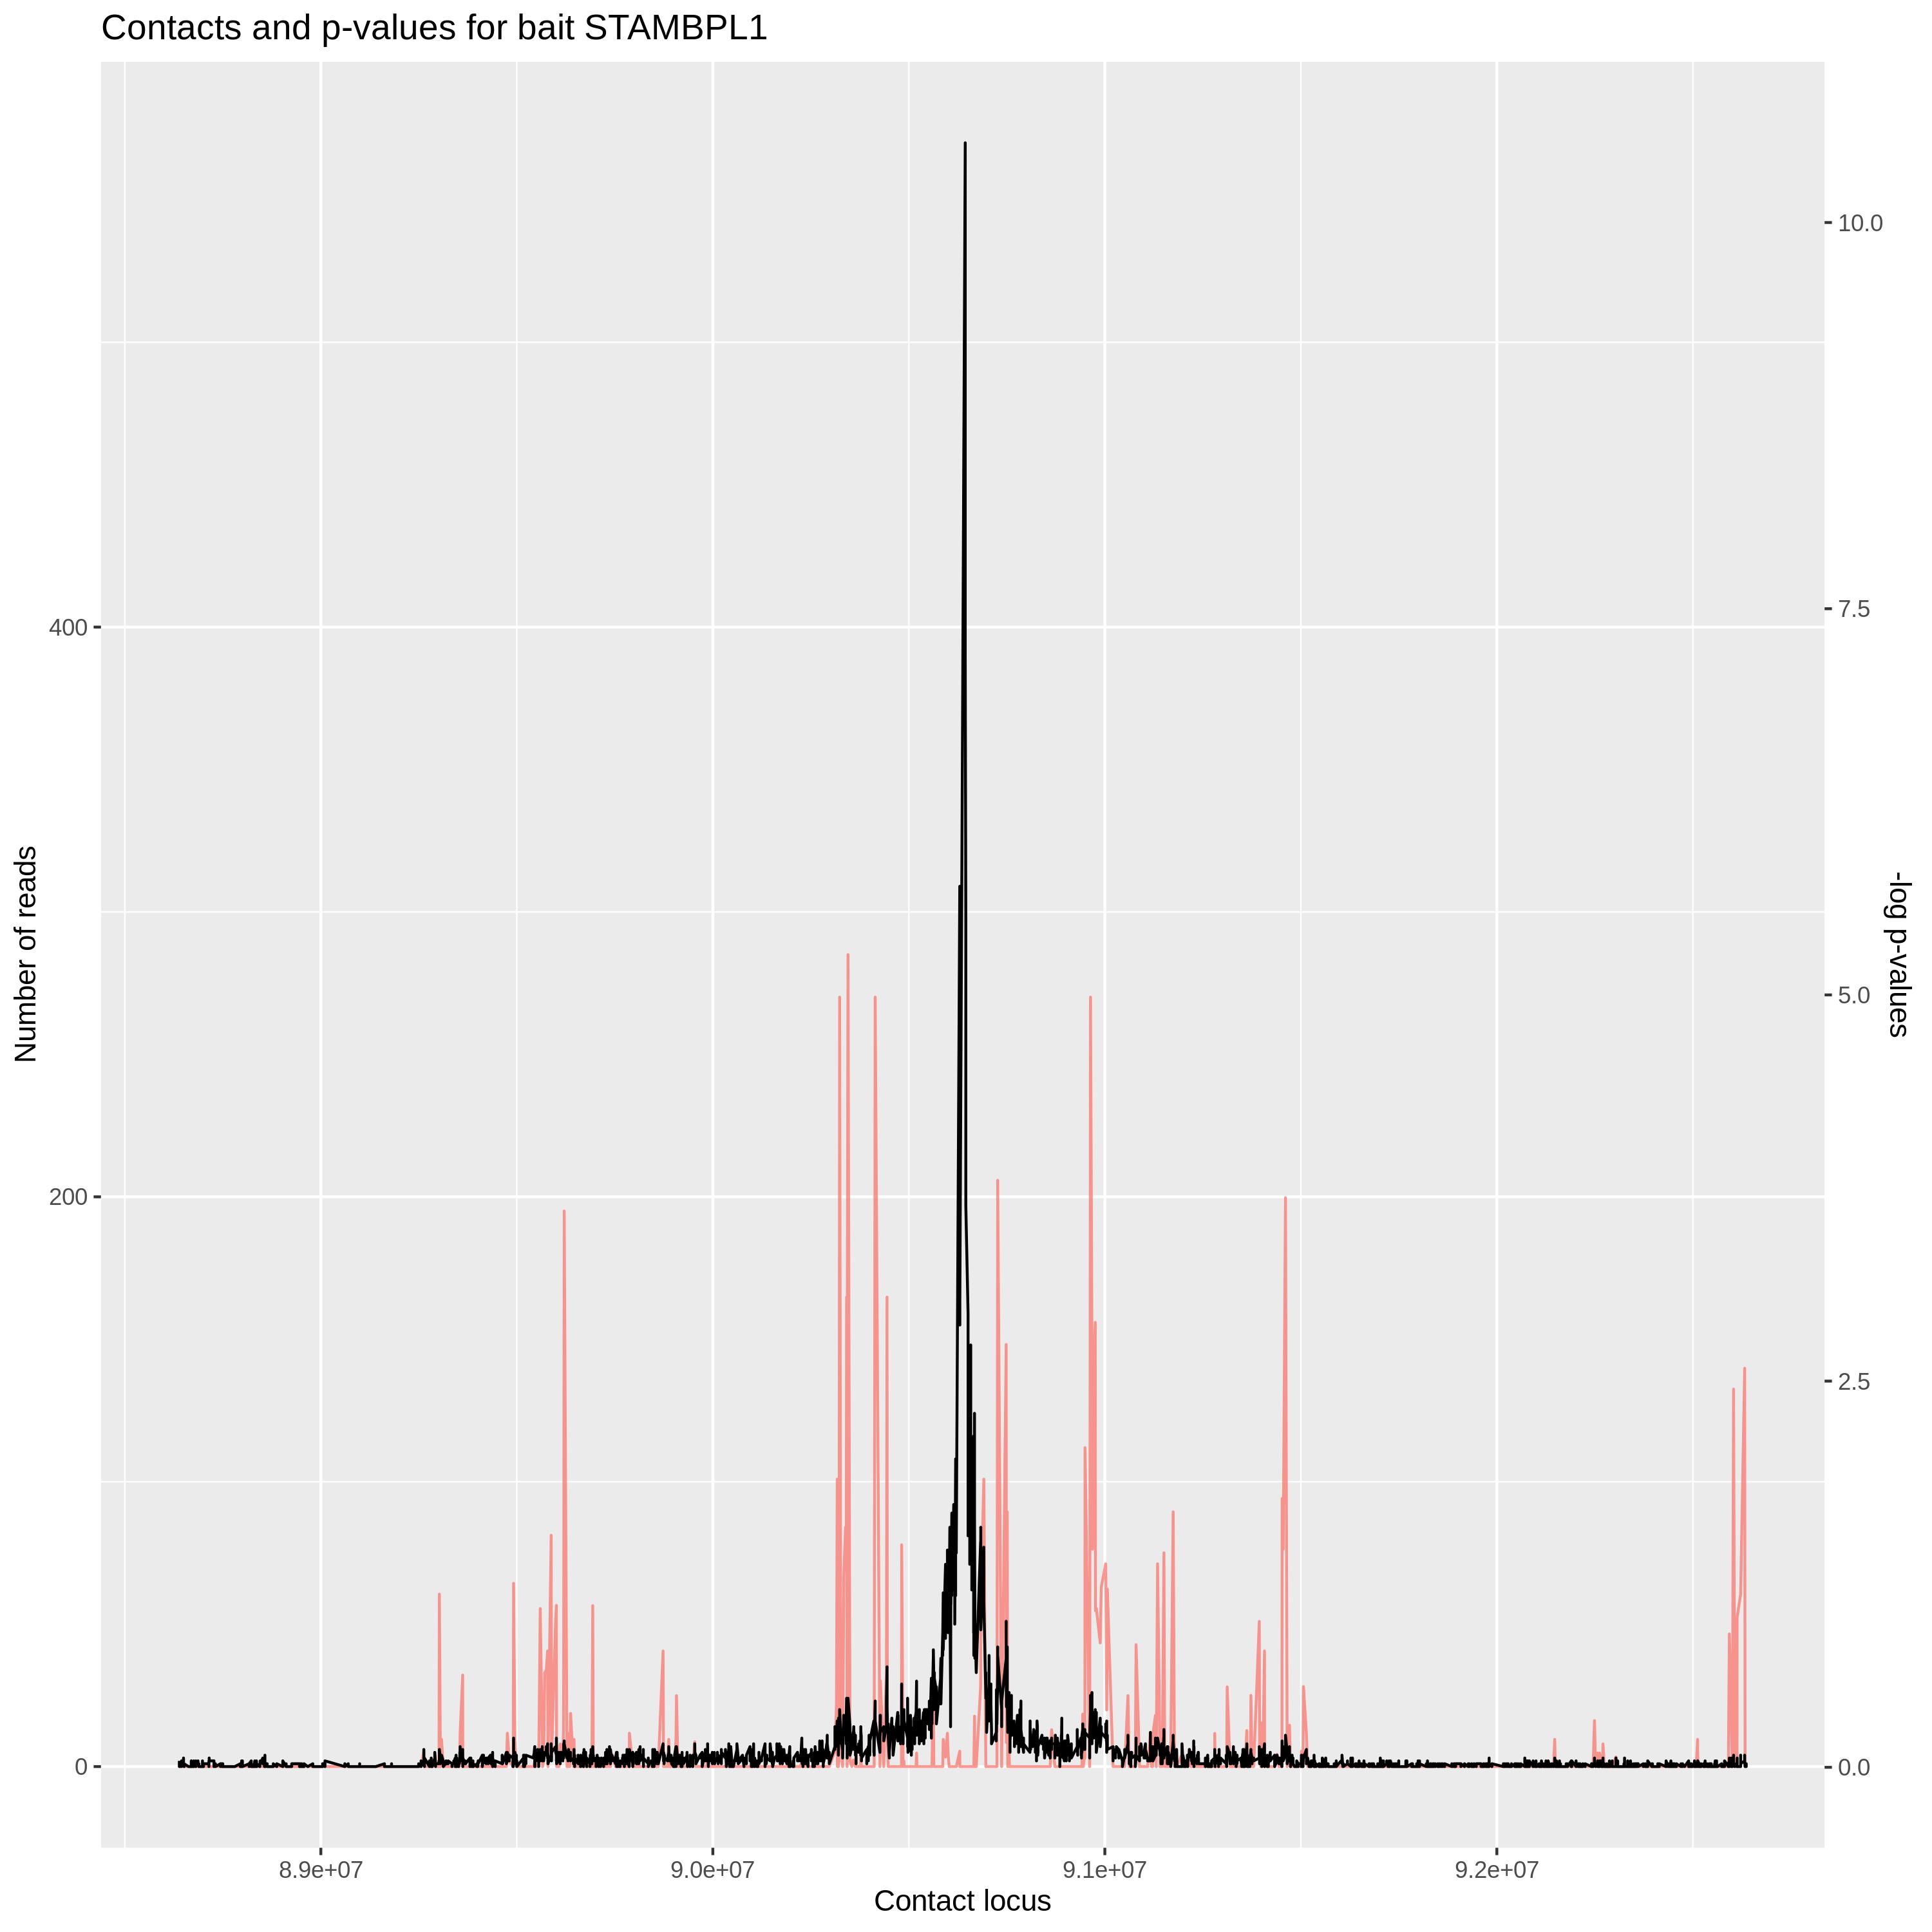 Contacts and p-values for bait STAMBPL1
Number of reads
400
200
0
10.0
7.5
5.0
2.5
0.0
-log p-values
8.9e+07 9.0e+07 9.1e+07 9.2e+07
Contact locus